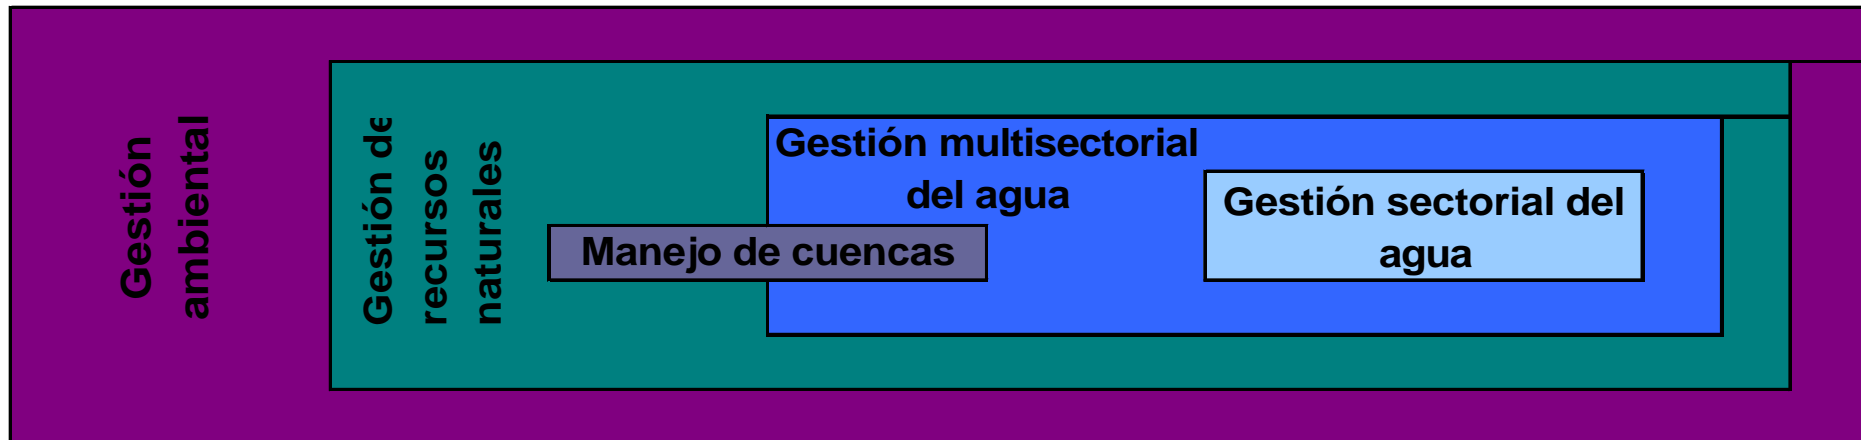 Gestión
ambiental
Gestión de
recursos
naturales
Gestión multisectorial
del agua
Manejo de cuencas
Gestión sectorial del
agua